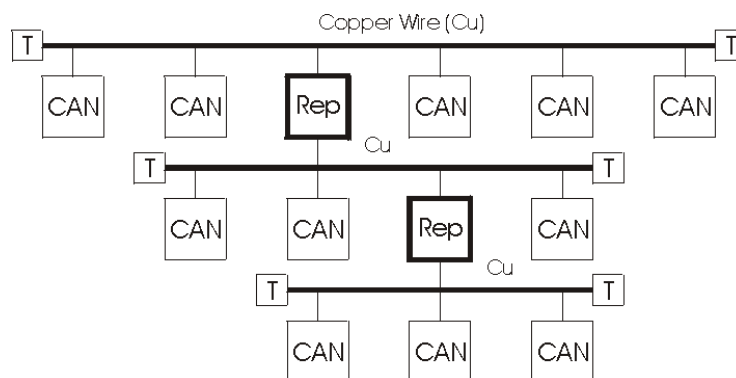 Copper Wire (Cu)
T T
CAN CAN Rep CAN CAN CAN
Cu
T T
CAN CAN Rep CAN
Cu
T T
CAN CAN CAN